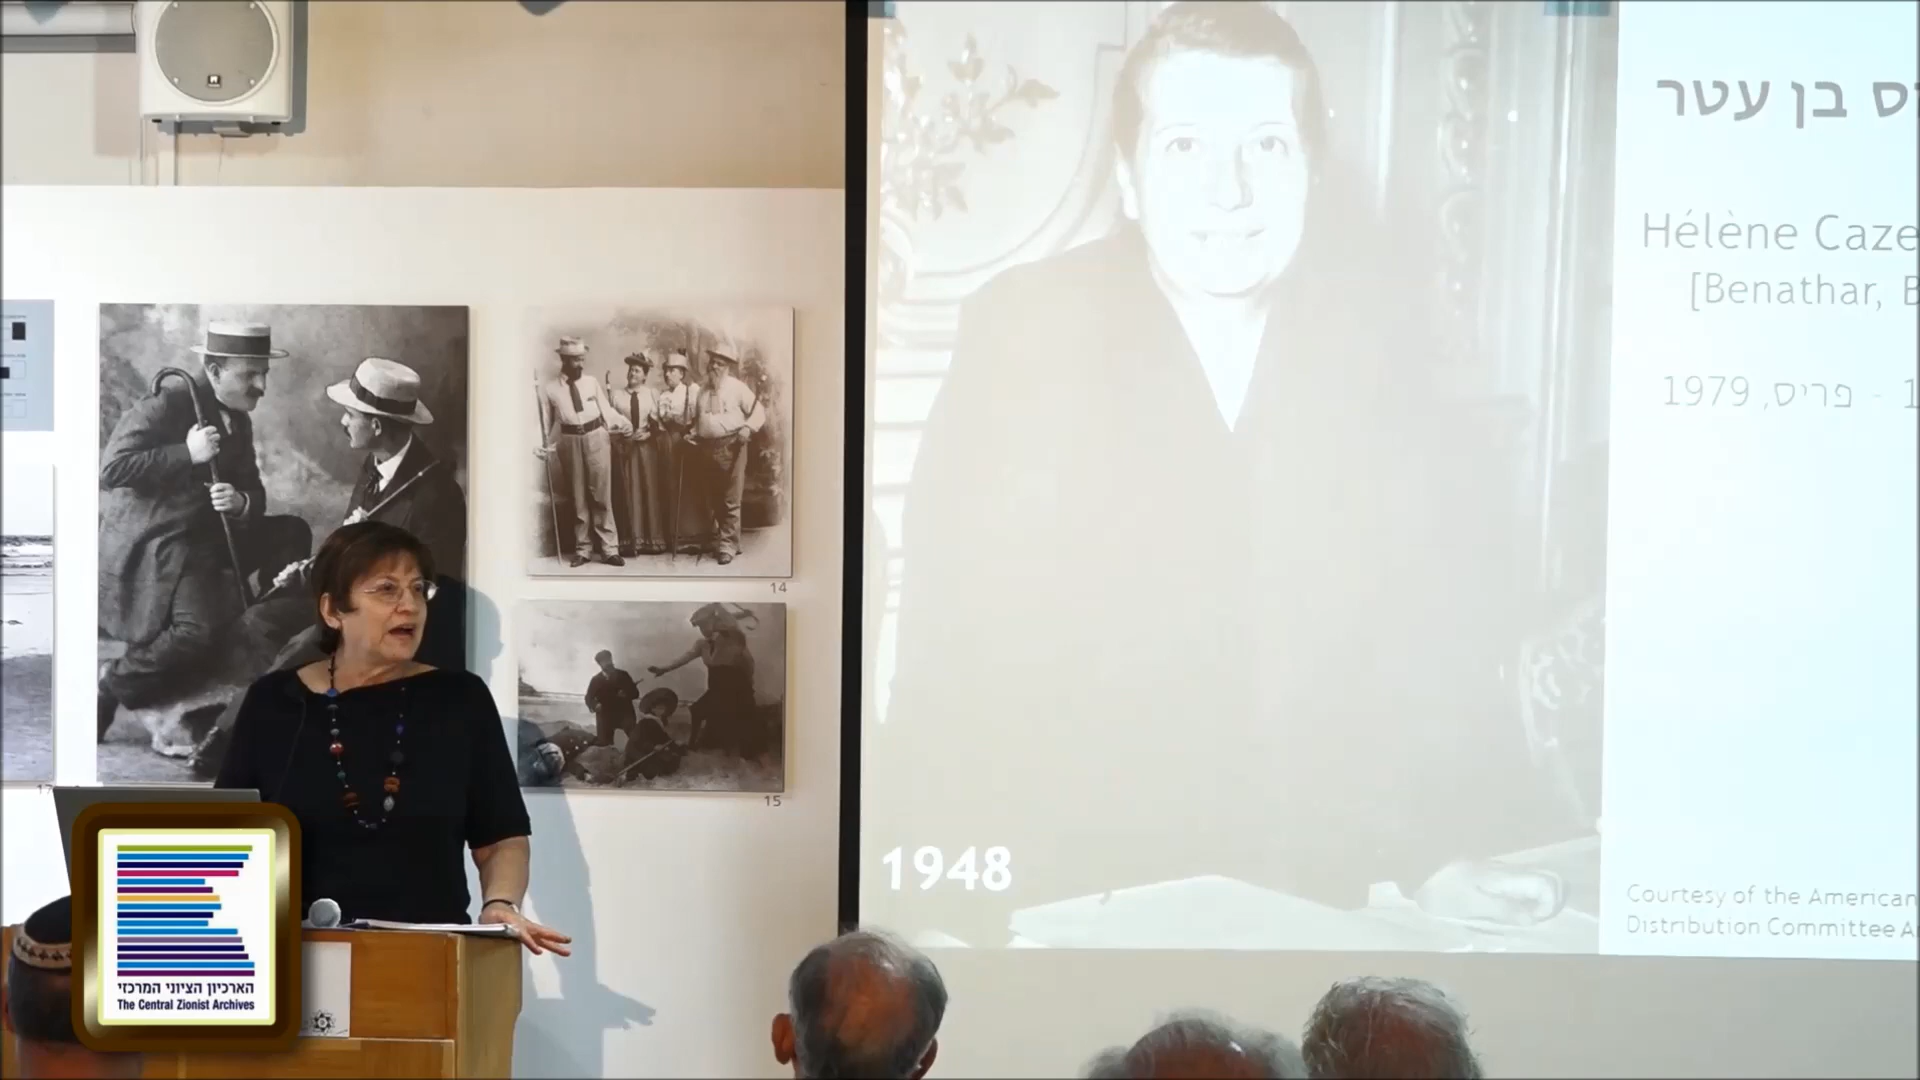 ס בן עטר
Hélène Caze
[Benathar, B
1 - פריס, 1979
1948
Courtesy of the American
Distribution Committee A
14
15
17
הארכיון הציוני המרכזי
The Central Zionist Archives